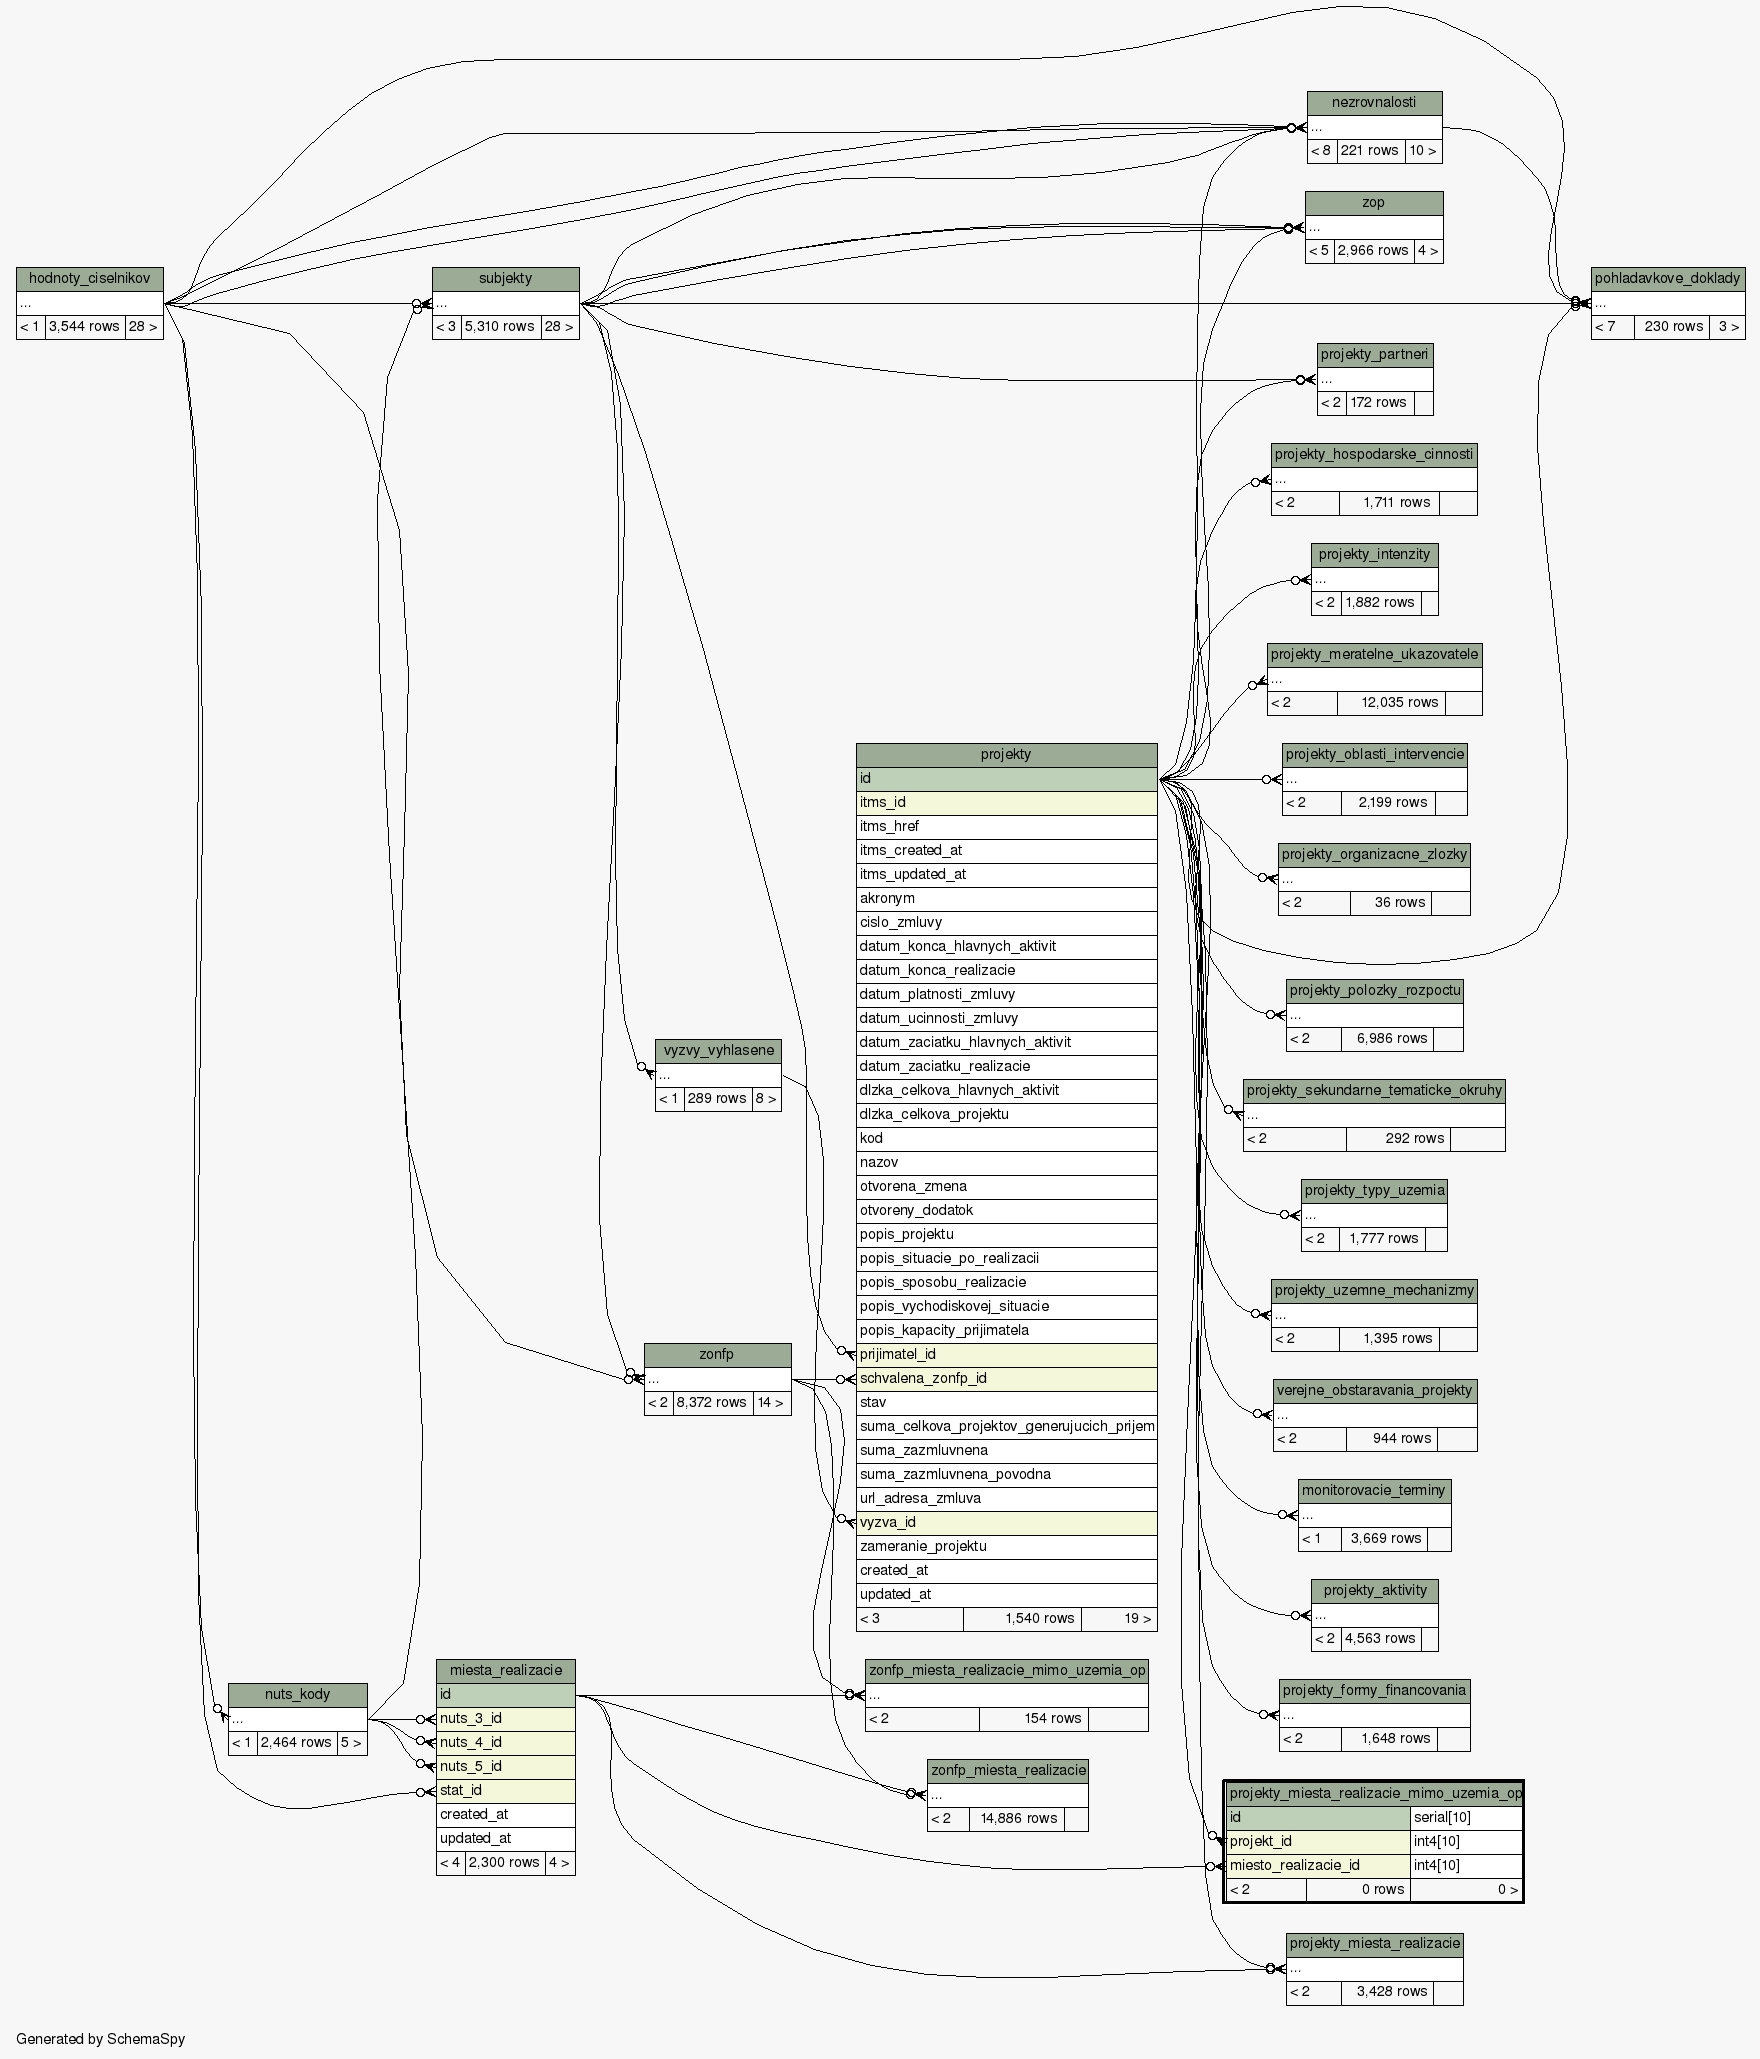 nezrovnalosti
...
< 8 221 rows 10 >
zop
...
< 5 2,966 rows 4 >
hodnoty_ciselnikov
...
< 1 3,544 rows 28 >
subjekty
...
< 3 5,310 rows 28 >
pohladavkove_doklady
...
< 7 230 rows 3 >
projekty_partneri
...
< 2 172 rows
projekty_hospodarske_cinnosti
...
< 2 1,711 rows
projekty_intenzity
...
< 2 1,882 rows
projekty_meratelne_ukazovatele
...
< 2 12,035 rows
projekty_oblasti_intervencie
...
< 2 2,199 rows
projekty_organizacne_zlozky
...
< 2 36 rows
projekty_polozky_rozpoctu
...
< 2 6,986 rows
projekty_sekundarne_tematicke_okruhy
...
< 2 292 rows
projekty_typy_uzemia
...
< 2 1,777 rows
projekty_uzemne_mechanizmy
...
< 2 1,395 rows
verejne_obstaravania_projekty
...
< 2 944 rows
monitorovacie_terminy
...
< 1 3,669 rows
projekty_aktivity
...
< 2 4,563 rows
projekty_formy_financovania
...
< 2 1,648 rows
projekty
id
itms_id
itms_href
itms_created_at
itms_updated_at
akronym
cislo_zmluvy
datum_konca_hlavnych_aktivit
datum_konca_realizacie
datum_platnosti_zmluvy
datum_ucinnosti_zmluvy
datum_zaciatku_hlavnych_aktivit
datum_zaciatku_realizacie
dlzka_celkova_hlavnych_aktivit
dlzka_celkova_projektu
kod
nazov
otvorena_zmena
otvoreny_dodatok
popis_projektu
popis_situacie_po_realizacii
popis_sposobu_realizacie
popis_vychodiskovej_situacie
popis_kapacity_prijimatela
prijimatel_id
schvalena_zonfp_id
stav
suma_celkova_projektov_generujucich_prijem
suma_zazmluvnena
suma_zazmluvnena_povodna
url_adresa_zmluva
vyzva_id
zameranie_projektu
created_at
updated_at
< 3 1,540 rows 19 >
vyzvy_vyhlasene
...
< 1 289 rows 8 >
zonfp
...
< 2 8,372 rows 14 >
nuts_kody
...
< 1 2,464 rows 5 >
miesta_realizacie
id
nuts_3_id
nuts_4_id
nuts_5_id
stat_id
created_at
updated_at
< 4 2,300 rows 4 >
zonfp_miesta_realizacie_mimo_uzemia_op
...
< 2 154 rows
zonfp_miesta_realizacie
...
< 2 14,886 rows
projekty_miesta_realizacie_mimo_uzemia_op
id serial[10]
projekt_id int4[10]
miesto_realizacie_id int4[10]
< 2 0 rows 0 >
projekty_miesta_realizacie
...
< 2 3,428 rows
Generated by SchemaSpy